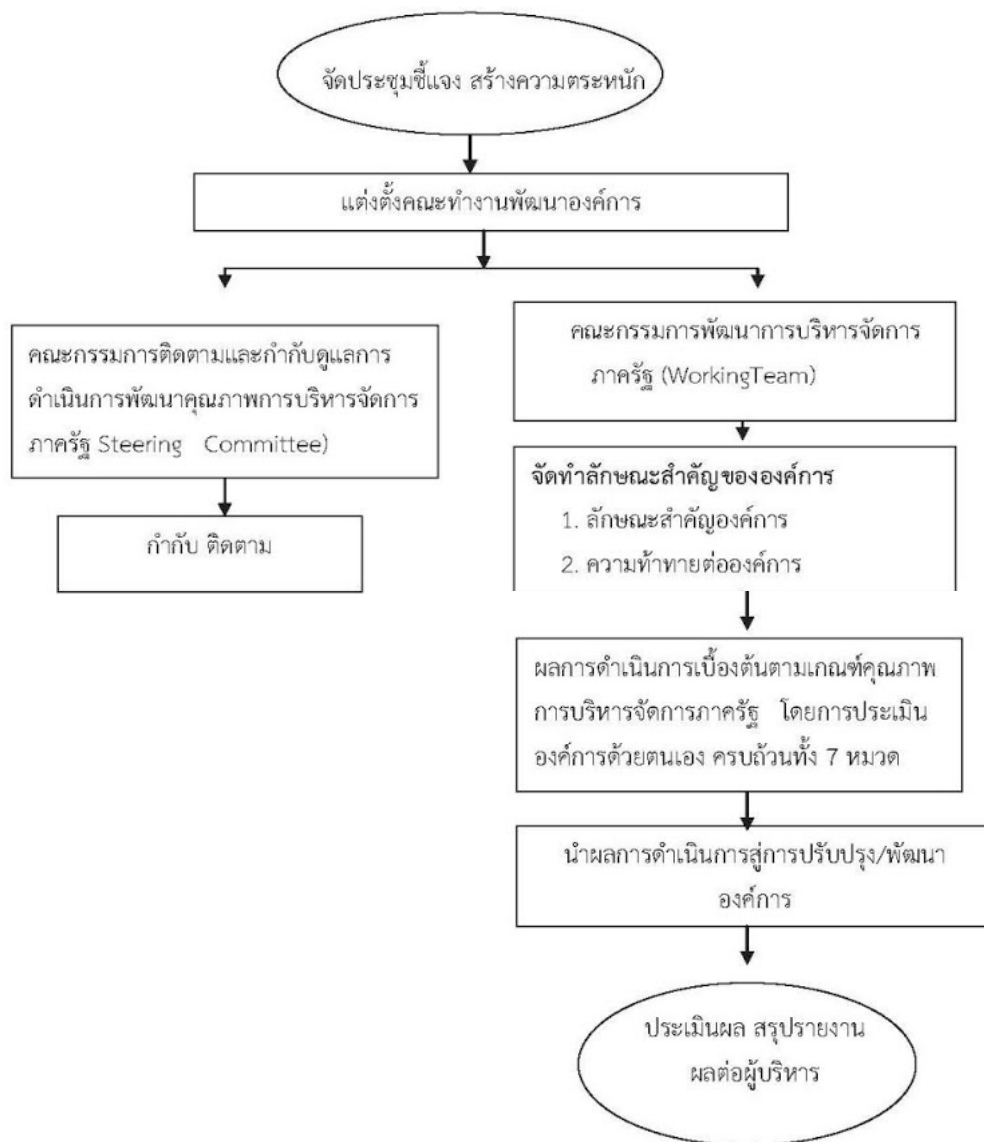 จัดประชุมชี้แจง สร้างความตระหนัก
แต่งตั้งคณะทำงานพัฒนาองค์การ
คณะกรรมการติดตามและกำกับดูแลการ
ดำเนินการพัฒนาคุณภาพการบริหารจัดการ
ภาครัฐ Steering Committee)
กำกับ ติดตาม
คณะกรรมการพัฒนาการบริหารจัดการ
ภาครัฐ (WorkingTeam)
จัดทำลักษณะสำคัญขององค์การ
1. ลักษณะสำคัญองค์การ
2. ความท้าทายต่อองค์การ
ผลการดำเนินการเบื้องต้นตามเกณฑ์คุณภาพ
การบริหารจัดการภาครัฐ โดยการประเมิน
องค์การด้วยตนเอง ครบถ้วนทั้ง 7 หมวด
นำผลการดำเนินการสู่การปรับปรุง/พัฒนา
องค์การ
ประเมินผล สรุปรายงาน
ผลต่อผู้บริหาร